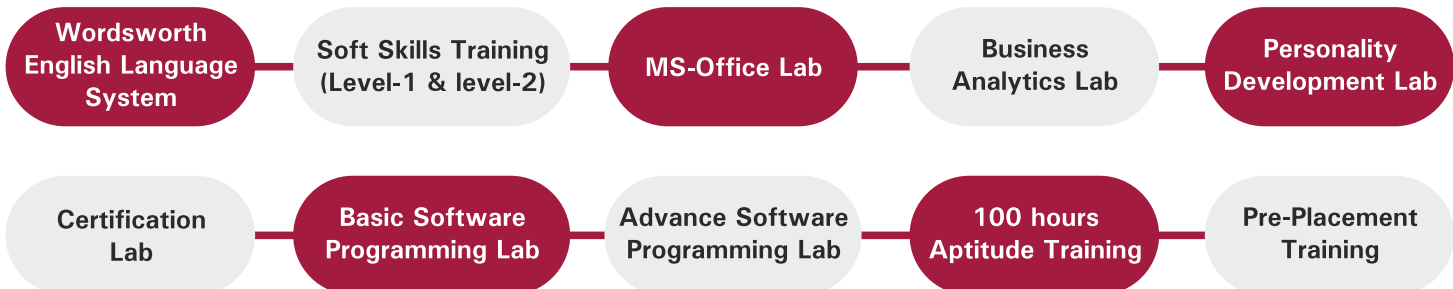 Wordsworth
English Language
System
Soft Skills Training
(Level-1 & level-2)
MS-Office Lab
Business
Analytics Lab
Personality
Development Lab
Certification
Lab
Basic Software
Programming Lab
Advance Software
Programming Lab
100 hours
Aptitude Training
Pre-Placement
Training